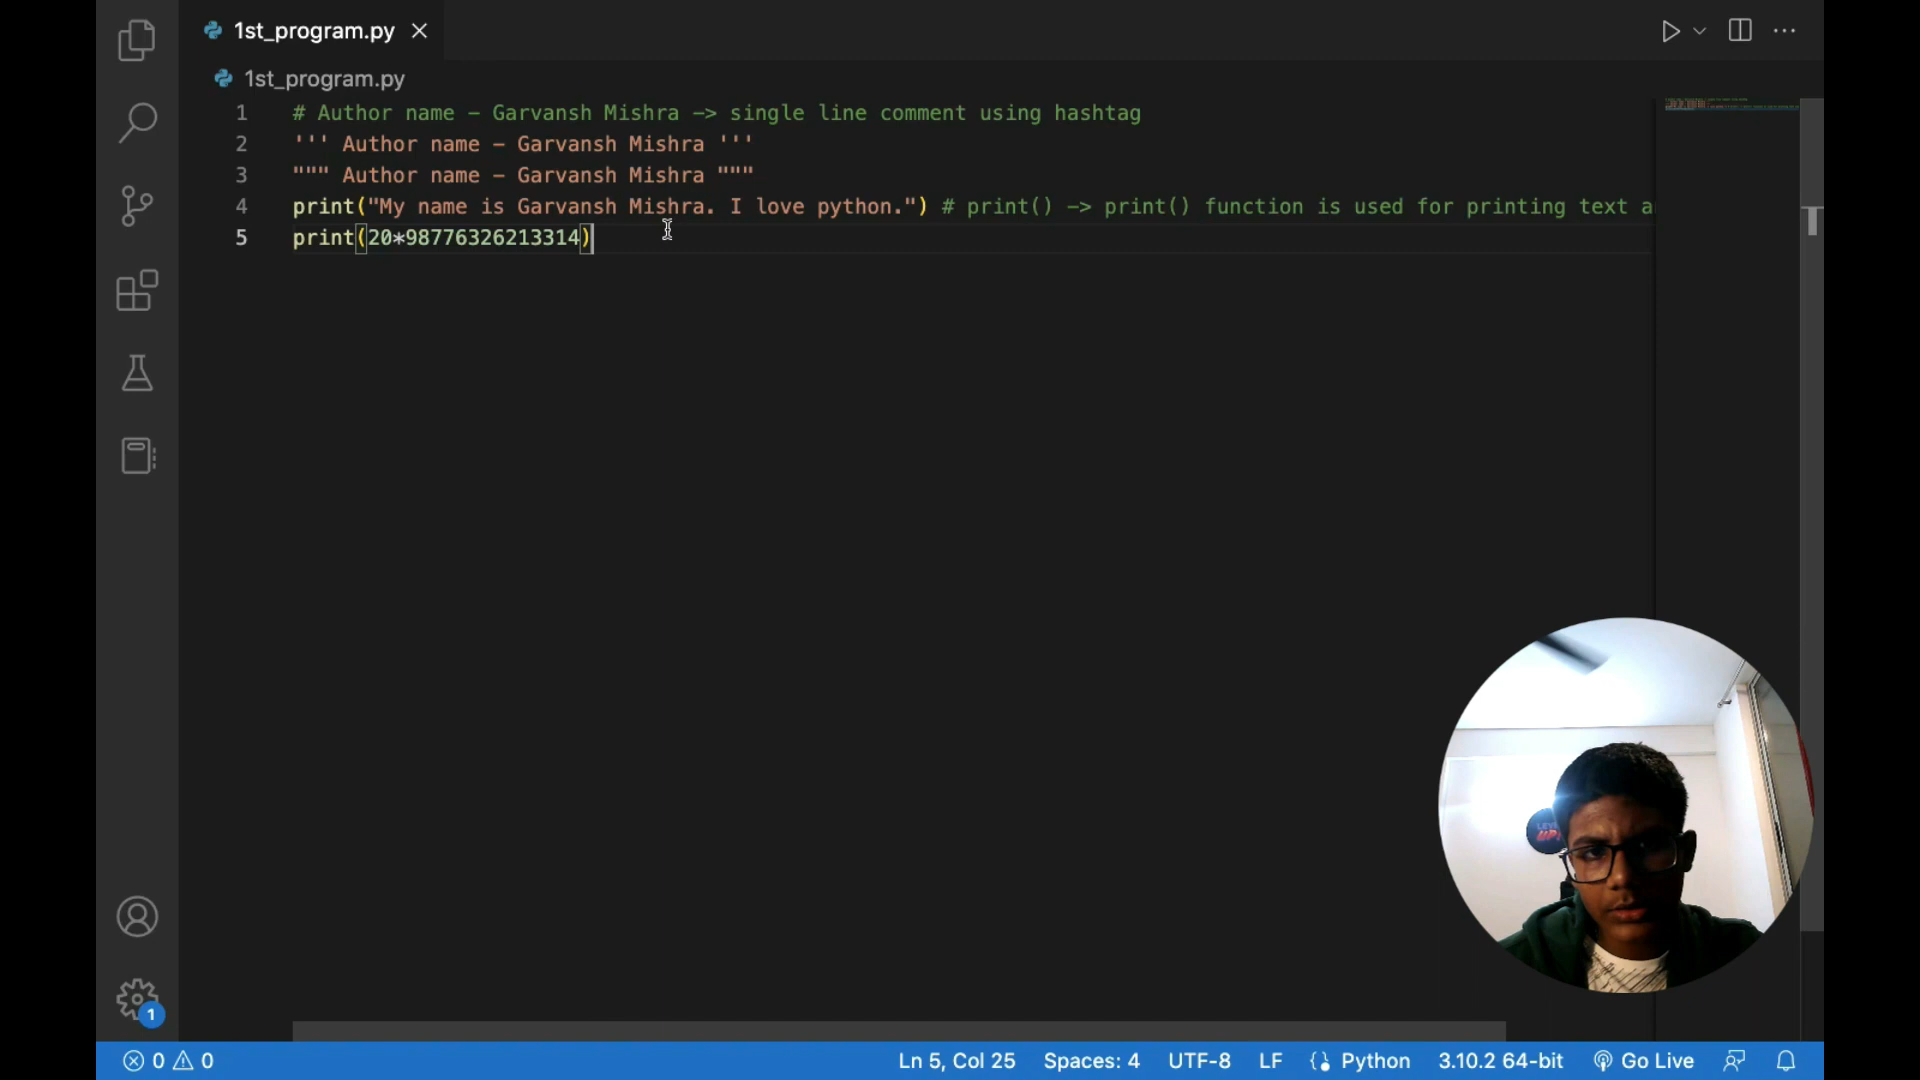 1st_program.py
1st_program.py
1 # Author name - Garvansh Mishra -> single line comment using hashtag
2 ''' Author name - Garvansh Mishra '''
3 """ Author name - Garvansh Mishra """
4 print("My name is Garvansh Mishra. I love python.") # print() -> print() function is used for printing text a
5 print(20*98776326213314)
UP!
1
0 0 Ln 5, Col 25 Spaces: 4 UTF-8 LF Python 3.10.2 64-bit Go Live